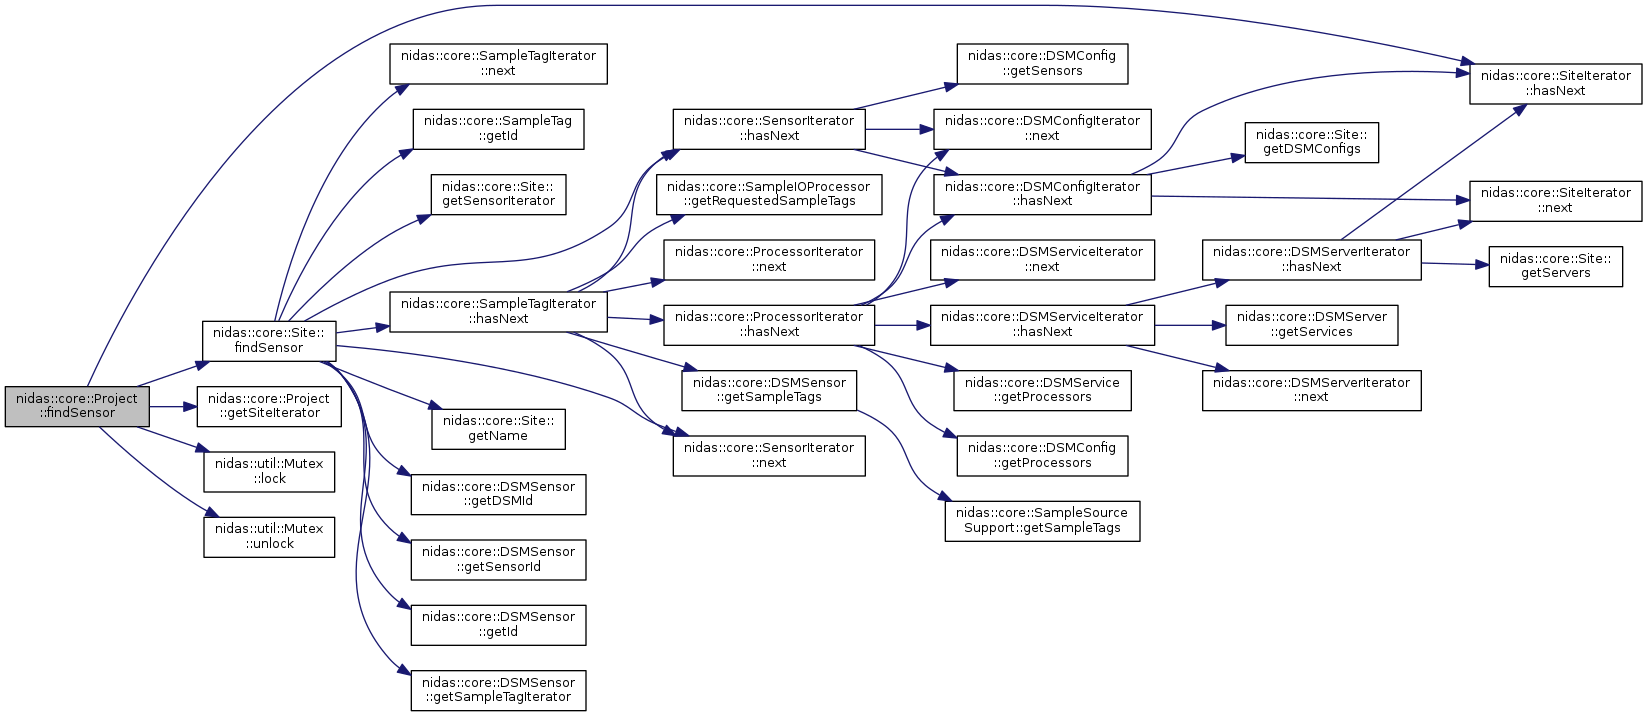 nidas::core::Project
::findSensor
nidas::core::Site::
findSensor
nidas::core::Project
::getSiteIterator
nidas::util::Mutex
::lock
nidas::util::Mutex
::unlock
nidas::core::SampleTagIterator
::next
nidas::core::SampleTag
::getId
nidas::core::Site::
getSensorIterator
nidas::core::SampleTagIterator
::hasNext
nidas::core::Site::
getName
nidas::core::DSMSensor
::getDSMId
nidas::core::DSMSensor
::getSensorId
nidas::core::DSMSensor
::getId
nidas::core::DSMSensor
::getSampleTagIterator
nidas::core::SensorIterator
::hasNext
nidas::core::SampleIOProcessor
::getRequestedSampleTags
nidas::core::ProcessorIterator
::next
nidas::core::ProcessorIterator
::hasNext
nidas::core::DSMSensor
::getSampleTags
nidas::core::SensorIterator
::next
nidas::core::DSMConfig
::getSensors
nidas::core::DSMConfigIterator
::next
nidas::core::DSMConfigIterator
::hasNext
nidas::core::DSMServiceIterator
::next
nidas::core::DSMServiceIterator
::hasNext
nidas::core::DSMService
::getProcessors
nidas::core::DSMConfig
::getProcessors
nidas::core::SampleSource
Support::getSampleTags
nidas::core::Site::
getDSMConfigs
nidas::core::DSMServerIterator
::hasNext
nidas::core::DSMServer
::getServices
nidas::core::DSMServerIterator
::next
nidas::core::SiteIterator
::hasNext
nidas::core::SiteIterator
::next
nidas::core::Site::
getServers